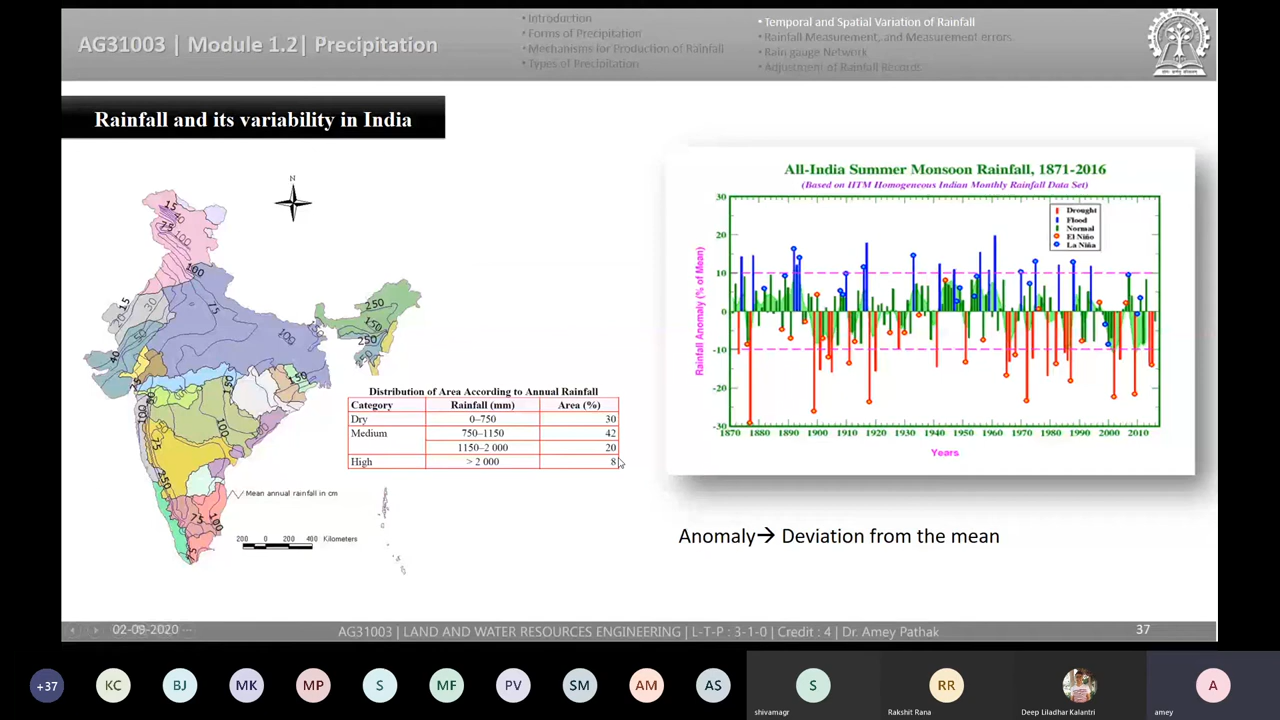 AG31003 | Module 1.2| Precipitation
• Introduction
• Forms of Precipitation
• Mechanisms for Production of Rainfall
• Types of Precipitation
• Temporal and Spatial Variation of Rainfall
• Rainfall Measurement, and Measurement errors.
• Rain gauge Network
• Adjustment of Rainfall Records
Rainfall and its variability in India
N
Mean annual rainfall in cm
200 0 200 400 Kilometers
Distribution of Area According to Annual Rainfall
Category Rainfall (mm) Area (%)
Dry 0–750 30
Medium 750–1150 42
1150–2 000 20
High > 2 000 8
All-India Summer Monsoon Rainfall, 1871-2016
(Based on IITM Homogeneous Indian Monthly Rainfall Data Set)
Rainfall Anomaly (% of Mean)
30
20
10
0
-10
-20
-30
Drought
Flood
Normal
El Niño
La Niña
1870 1880 1890 1900 1910 1920 1930 1940 1950 1960 1970 1980 1990 2000 2010
Years
Anomaly→ Deviation from the mean
02-09-2020
AG31003 | LAND AND WATER RESOURCES ENGINEERING | L-T-P : 3-1-0 | Credit : 4 | Dr. Amey Pathak
37
+37 KC BJ MK MP S MF PV SM AM AS S RR A
shivamagr Rakshit Rana Deep Liladhar Kalantri amey